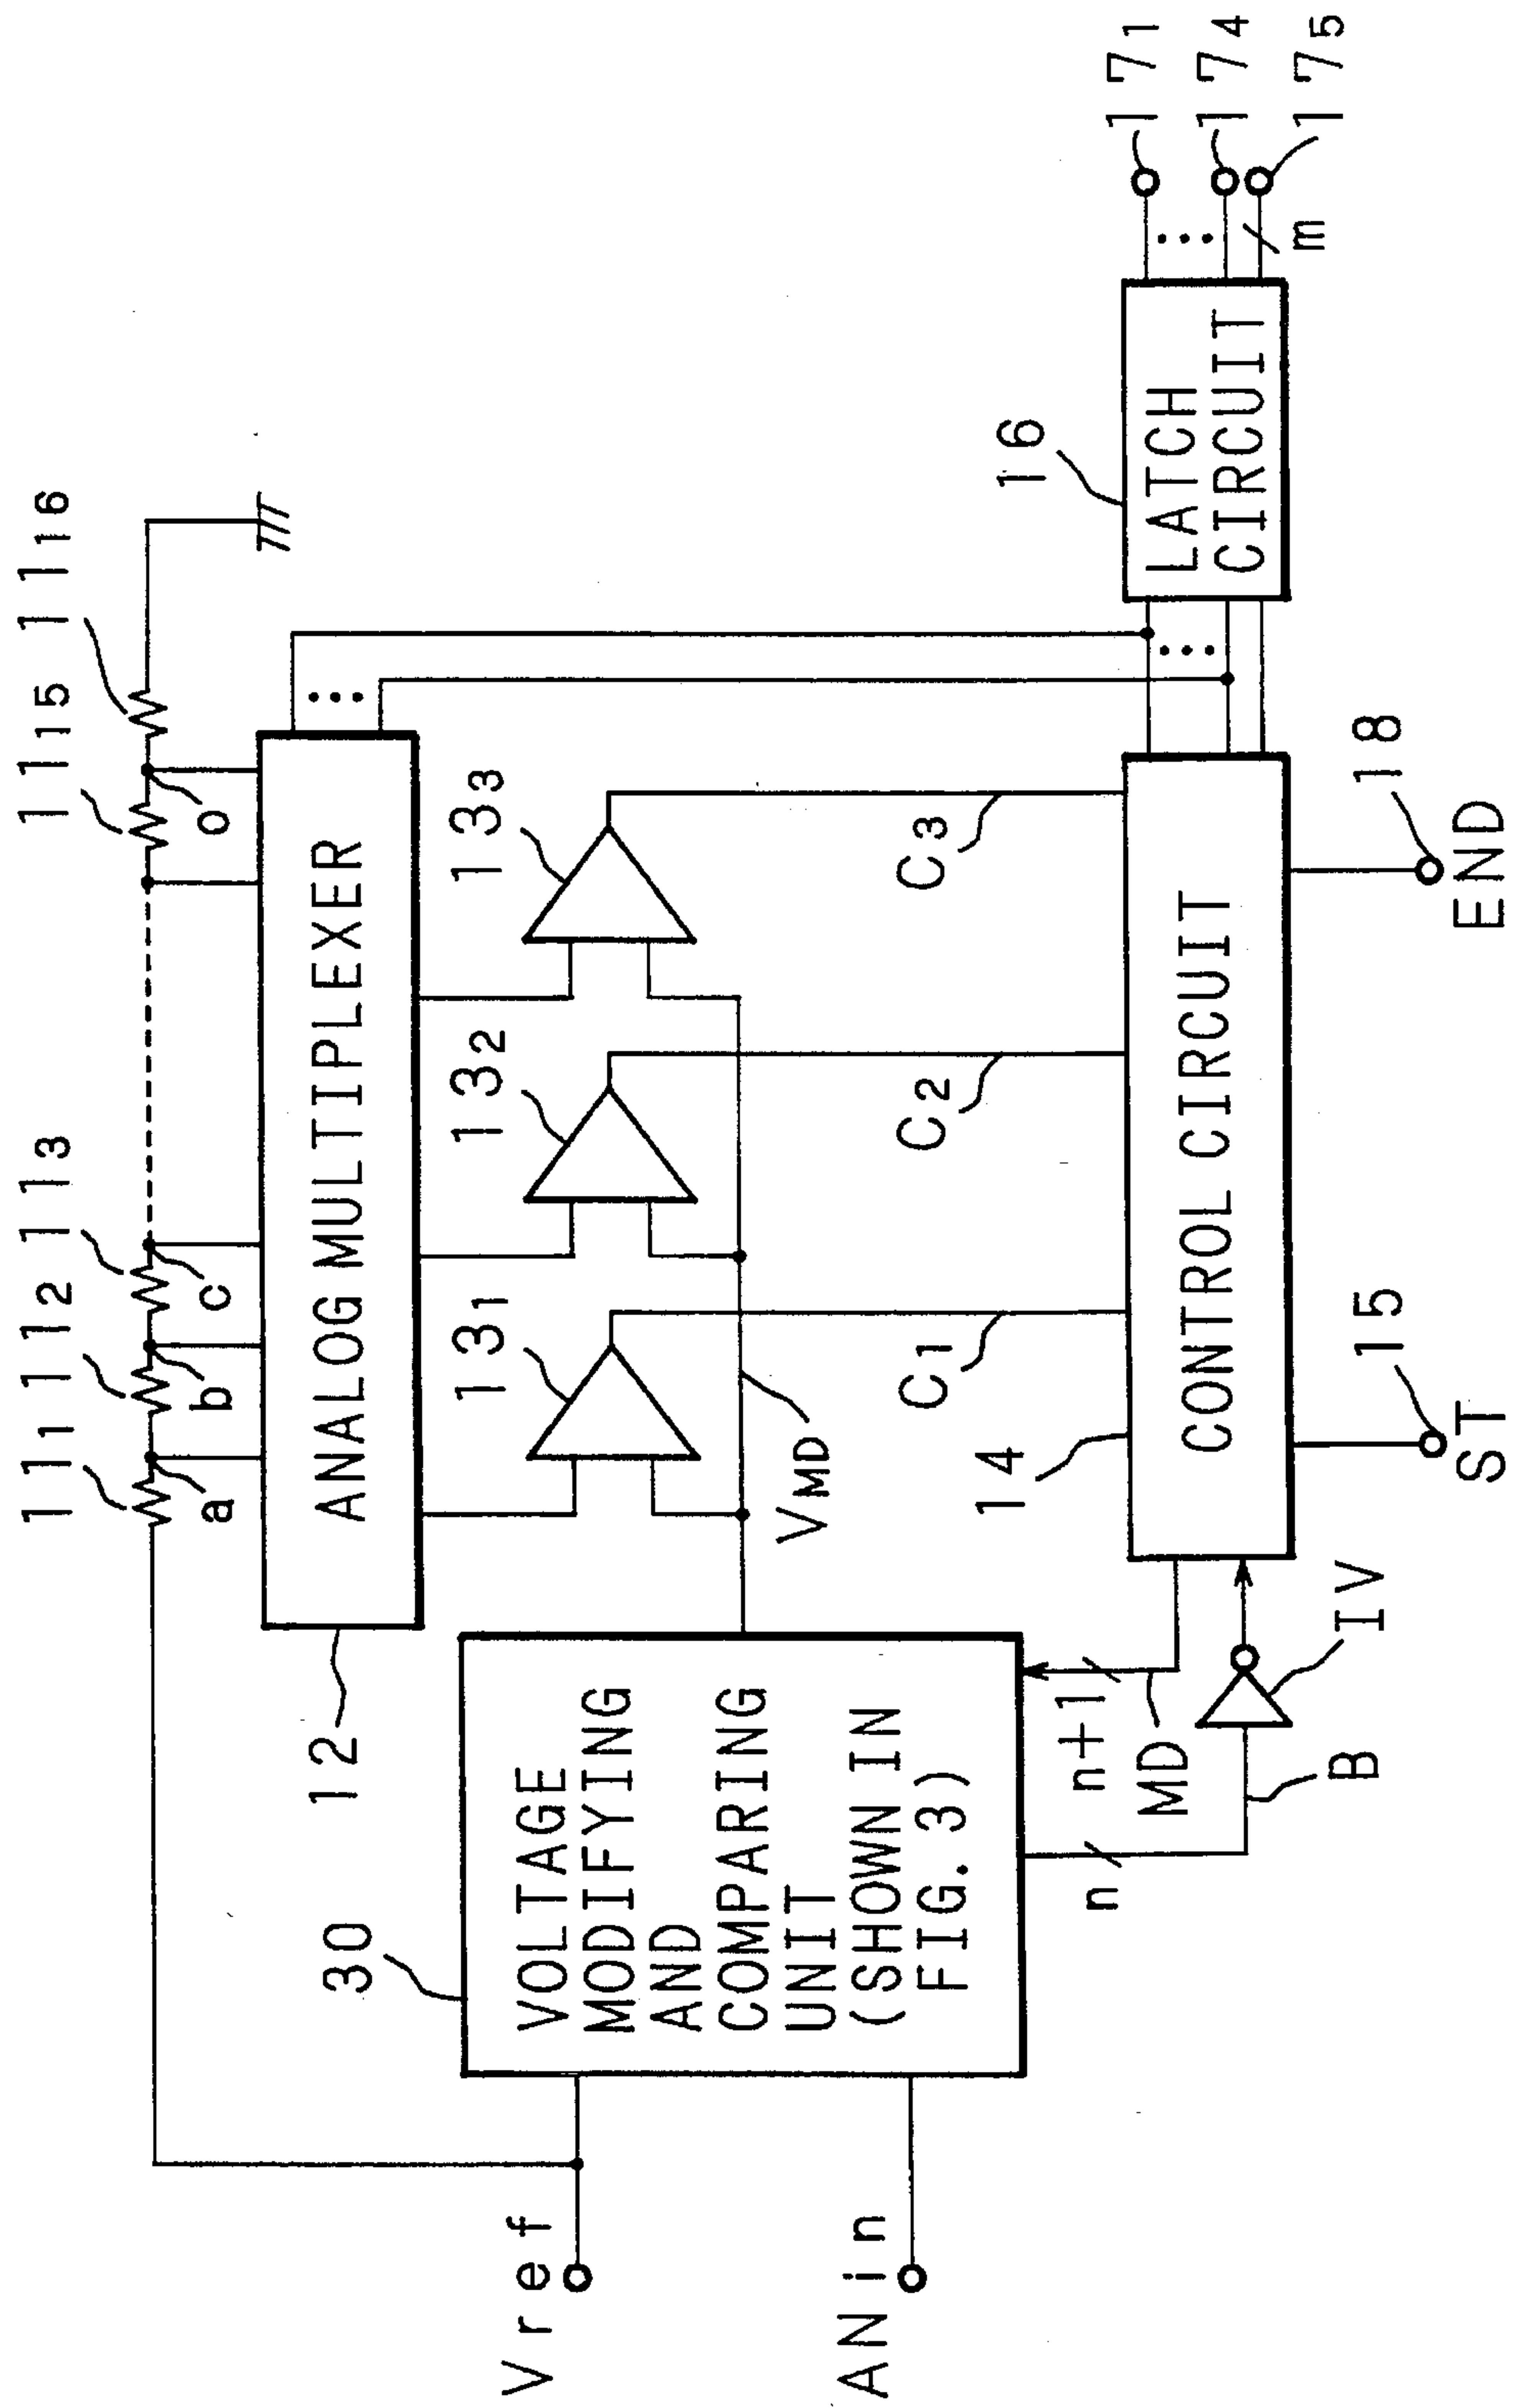 11₁ 11₂ 11₃ 11₁₅ 11₁₆
a b c o
12
ANALOG MULTIPLEXER
13₁ 13₂ 13₃
30
VOLTAGE
MODIFYING
AND
COMPARING
UNIT
(SHOWN IN
FIG. 3)
Vref
ANin
V_MD
C₁ C₂ C₃
n+1
MD
n
B
IV
14
CONTROL CIRCUIT
15
ST
18
END
16
LATCH
CIRCUIT
17₁
17₄
17₅
m